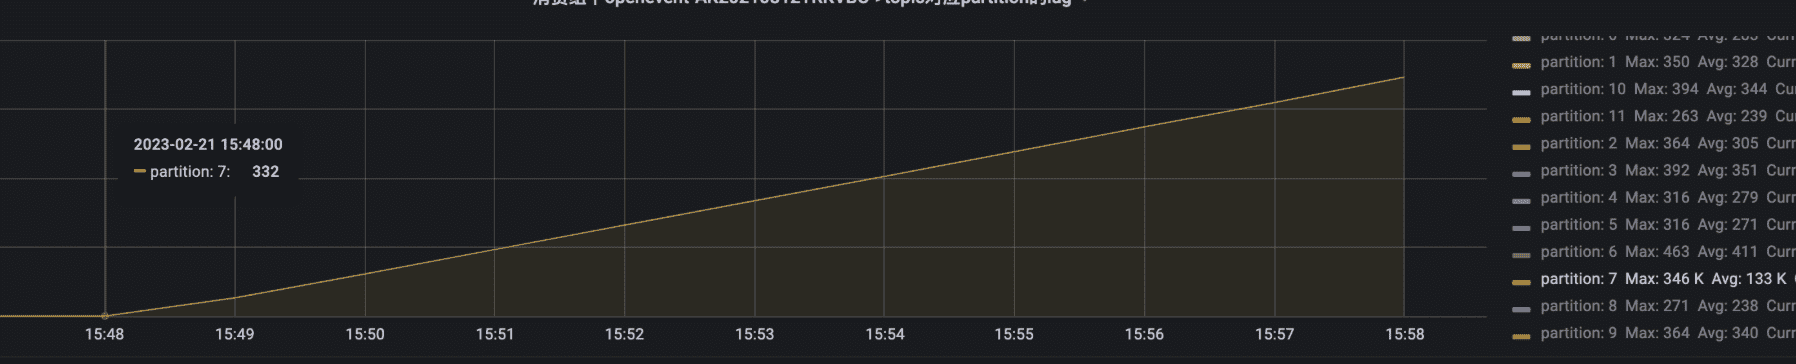 2023-02-21 15:48:00
partition: 7: 332
15:48 15:49 15:50 15:51 15:52 15:53 15:54 15:55 15:56 15:57 15:58
partition: 1 Max: 350 Avg: 328
partition: 10 Max: 394 Avg: 344
partition: 11 Max: 263 Avg: 239
partition: 2 Max: 364 Avg: 305
partition: 3 Max: 392 Avg: 351
partition: 4 Max: 316 Avg: 279
partition: 5 Max: 316 Avg: 271
partition: 6 Max: 463 Avg: 411
partition: 7 Max: 346 K Avg: 133 K
partition: 8 Max: 271 Avg: 238
partition: 9 Max: 364 Avg: 340